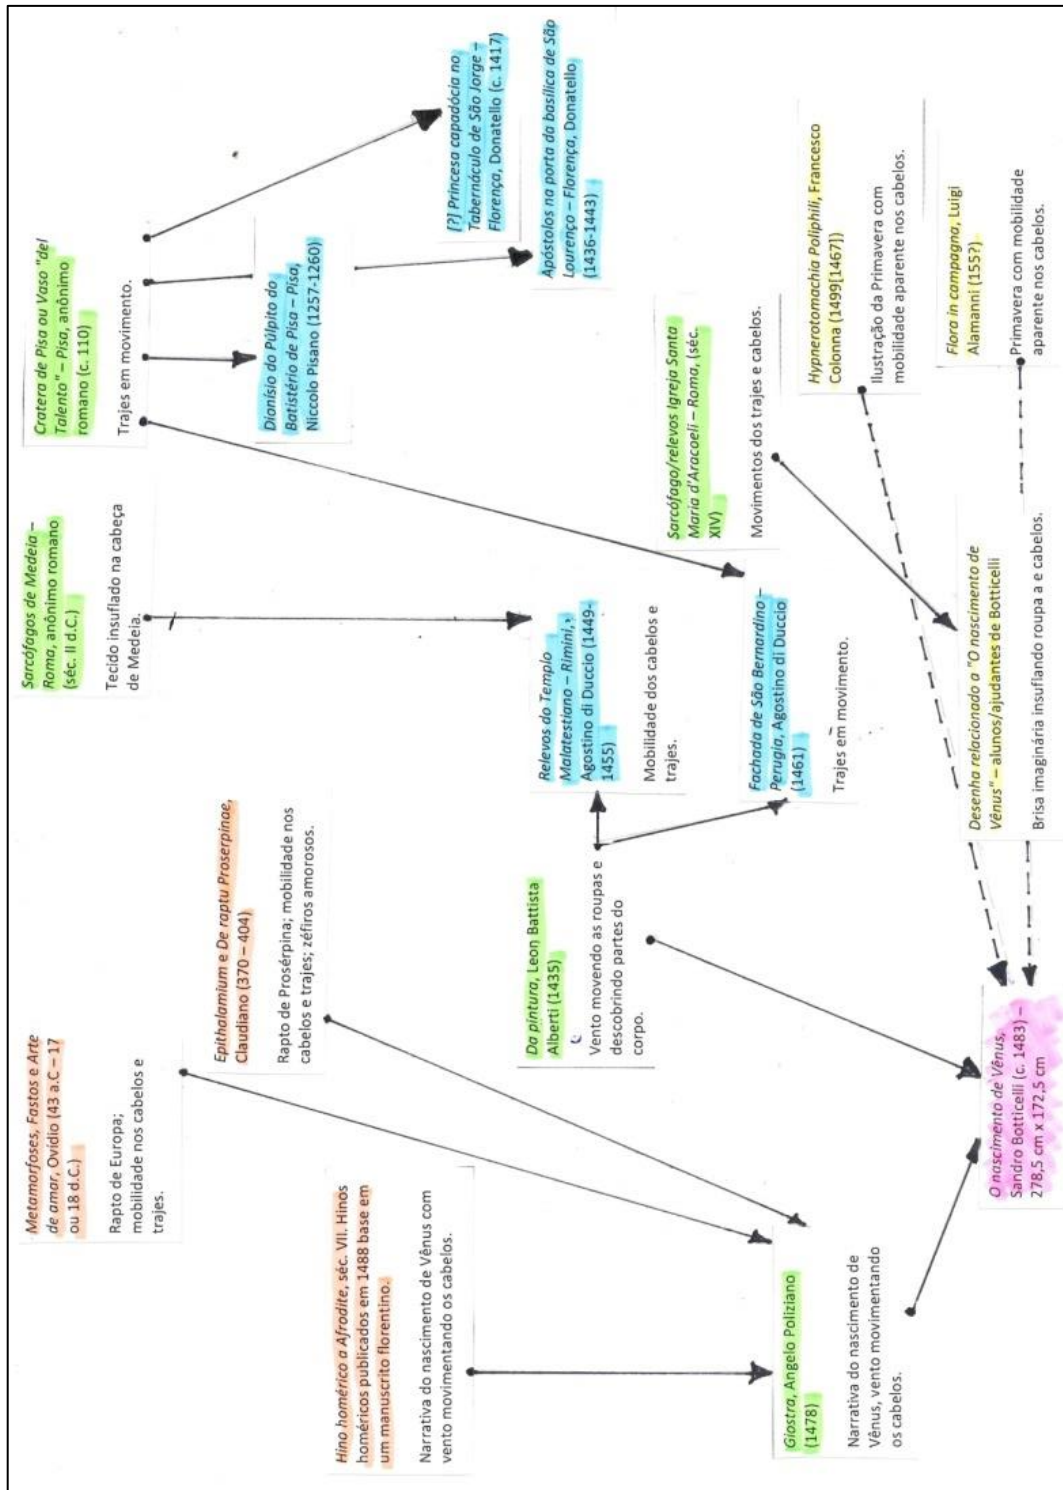 Metamorfoses, Fastos e Arte
de amar, Ovídio (43 a.C – 17
ou 18 d.C.)
Rapto de Europa;
mobilidade nos cabelos e
trajes.
Sarcófagos de Medeia –
Roma, anônimo romano
(séc. II d.C.)
Tecido insuflado na cabeça
de Medeia.
Cratera de Pisa ou Vaso "del
Talento" – Pisa, anônimo
romano (c. 110)
Trajes em movimento.
Epithalamium e De raptu Proserpinae,
Claudiano (370 – 404)
Rapto de Prosérpina; mobilidade nos
cabelos e trajes; zéfiros amorosos.
Dionísio do Púlpito do
Batistério de Pisa – Pisa,
Niccolo Pisano (1257-1260)
Hino homérico a Afrodite, séc. VII. Hinos
homéricos publicados em 1488 base em
um manuscrito florentino.
Narrativa do nascimento de Vênus com
vento movimentando os cabelos.
[?] Princesa capadócia no
Tabernáculo de São Jorge –
Florença, Donatello (c. 1417)
Da pintura, Leon Battista
Alberti (1435)
Vento movendo as roupas e
descobrindo partes do
corpo.
Relevos do Templo
Malatestiano – Rimini, ,
Agostino di Duccio (1449-
1455)
Mobilidade dos cabelos e
trajes.
Apóstolos na porta da basílica de São
Lourenço – Florença, Donatello
(1436-1443)
Sarcófago/relevos Igreja Santa
Maria d'Aracoeli – Roma, (séc.
XIV)
Movimentos dos trajes e cabelos.
Fachada de São Bernardino –
Perugia, Agostino di Duccio
(1461)
Trajes em movimento.
Giostra, Angelo Poliziano
(1478)
Narrativa do nascimento de
Vênus, vento movimentando
os cabelos.
Hypnerotomachia Poliphili, Francesco
Colonna (1499[1467])
Ilustração da Primavera com
mobilidade aparente nos cabelos.
Flora in campagna, Luigi
Alamanni (155?)
Primavera com mobilidade
aparente nos cabelos.
Desenha relacionado a "O nascimento de
Vênus" – alunos/ajudantes de Botticelli
Brisa imaginária insuflando roupa a e cabelos.
O nascimento de Vênus,
Sandro Botticelli (c. 1483) –
278,5 cm x 172,5 cm